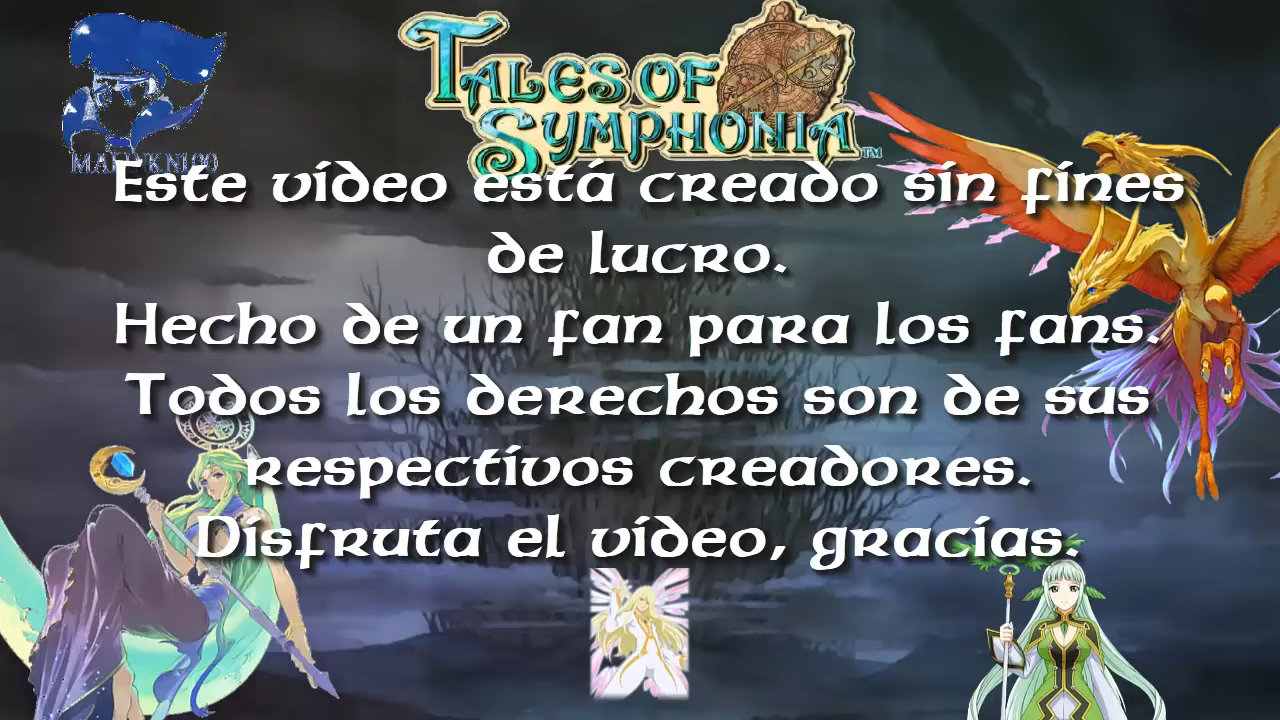 TALES OF
SYMPHONIA™
Este vídeo está creado sin fines
de lucro.
Hecho de un fan para los fans.
Todos los derechos son de sus
respectivos creadores.
Disfruta el vídeo, gracias.